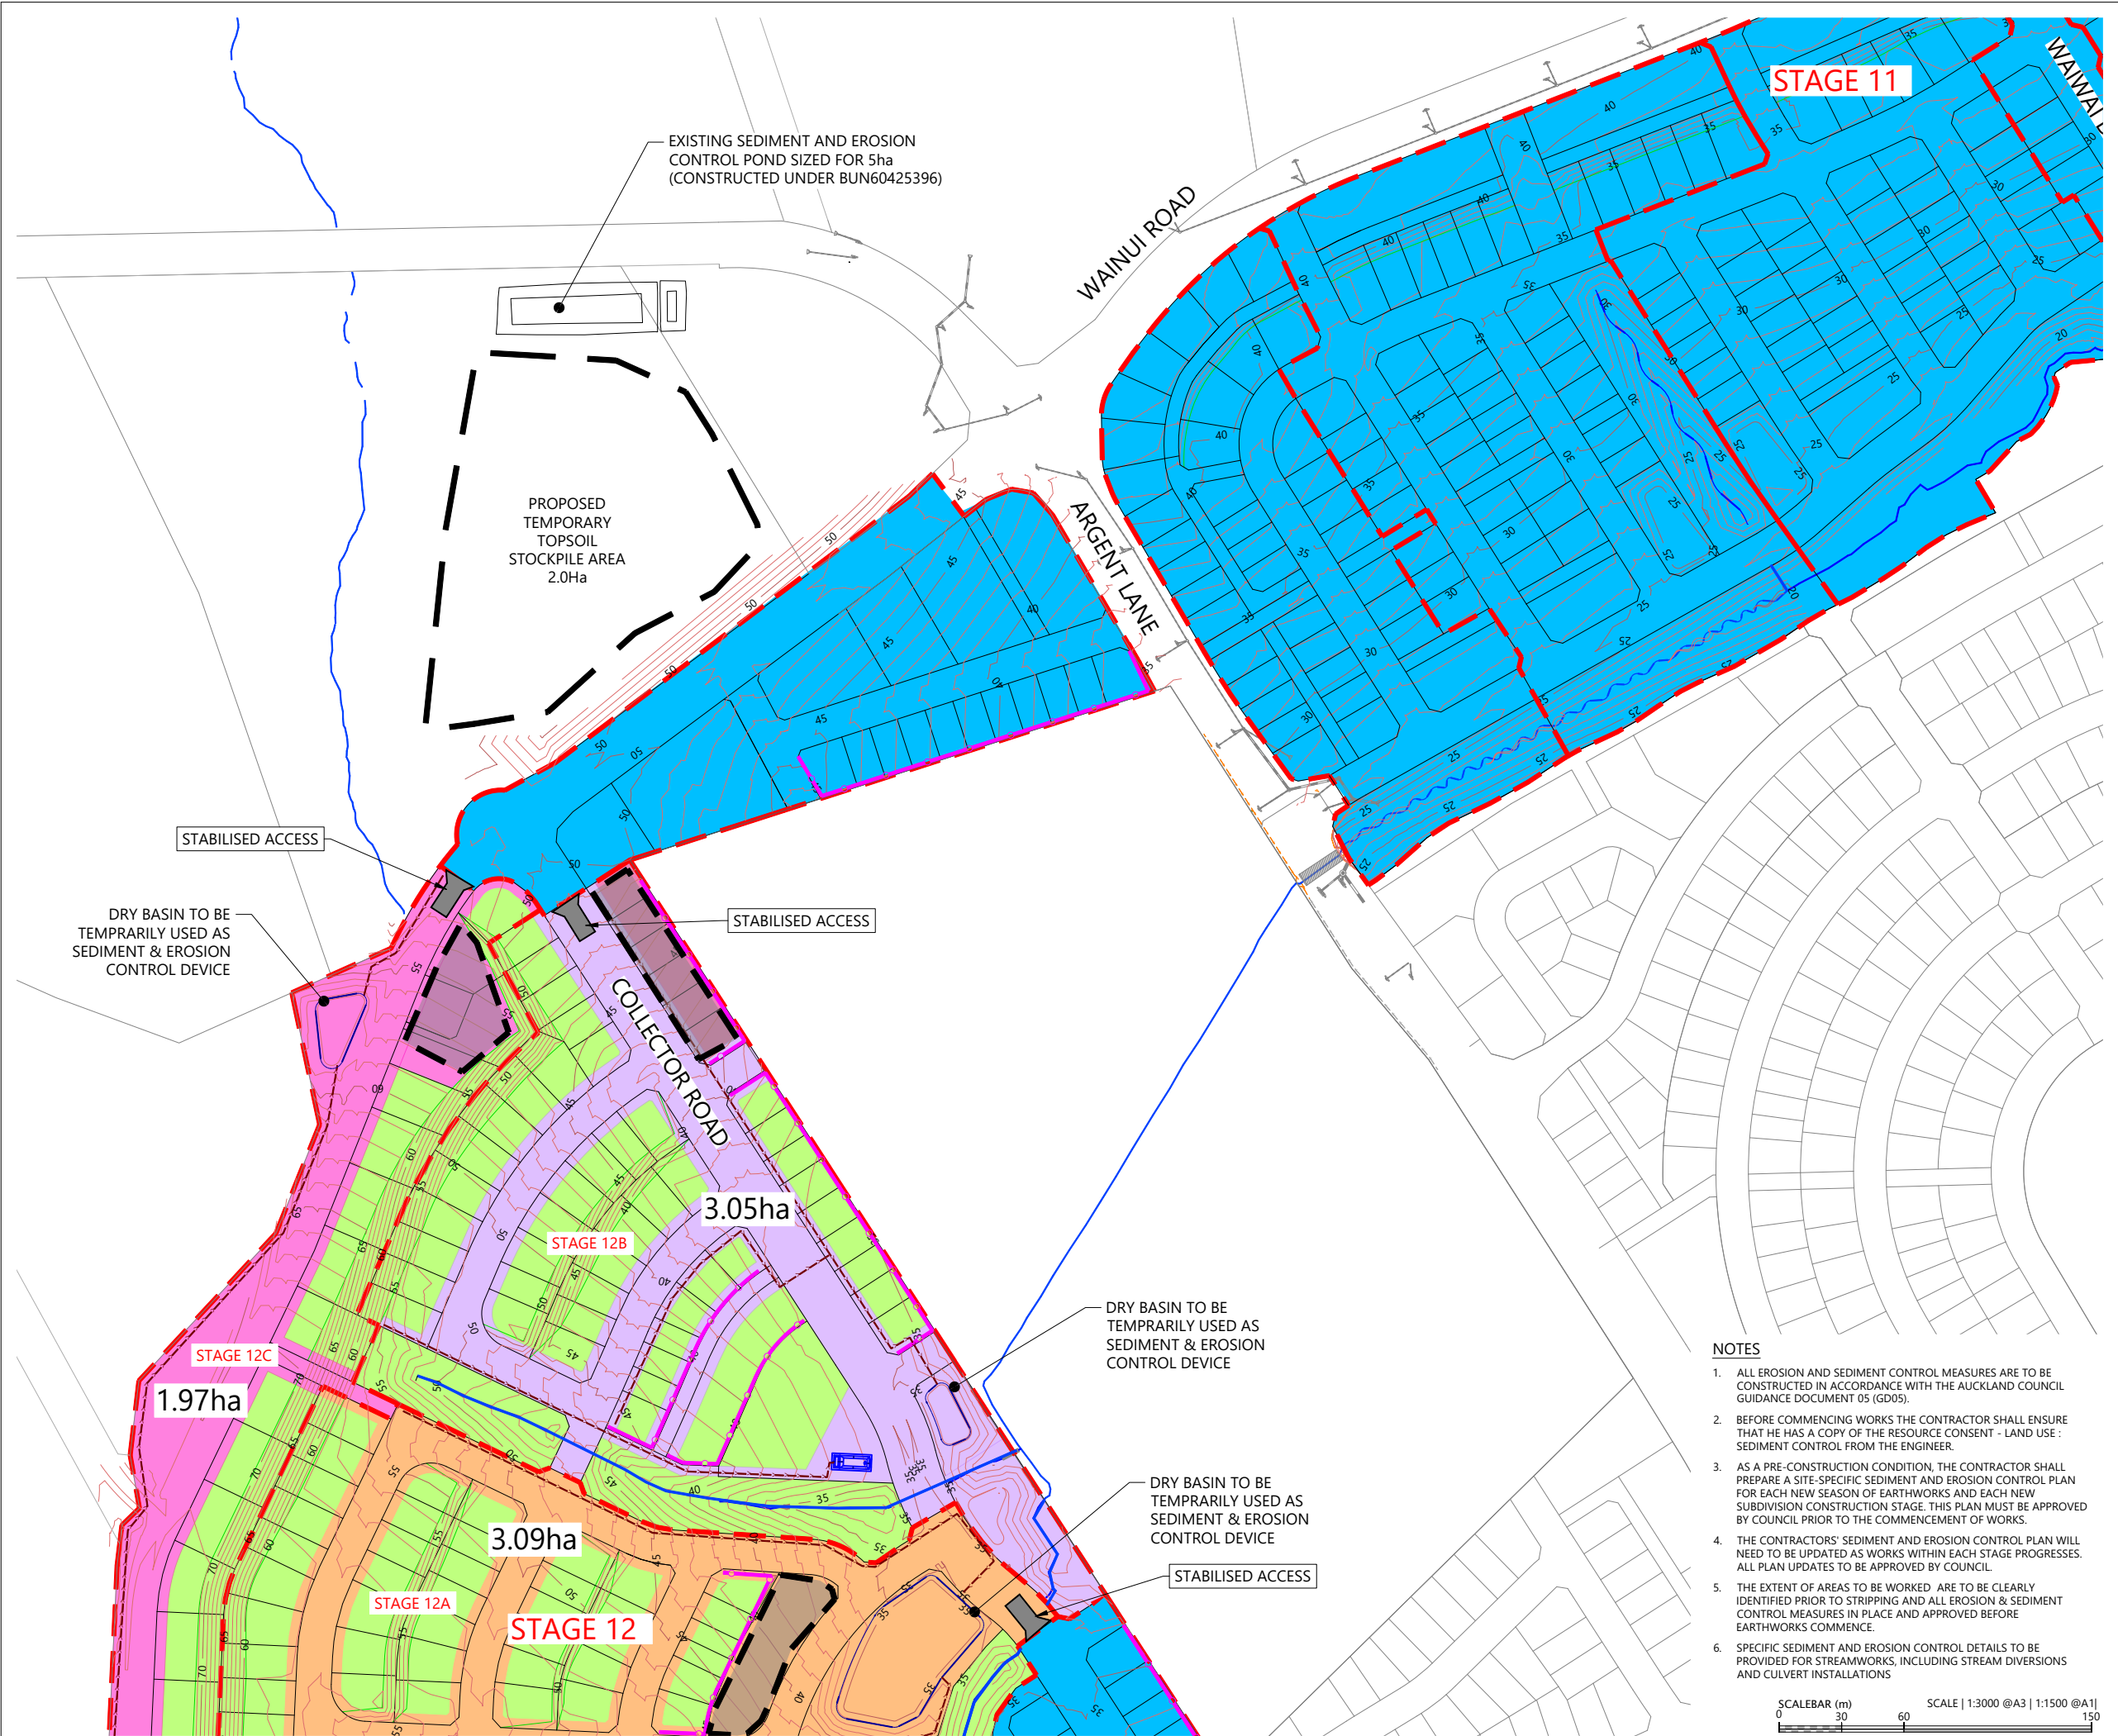 EXISTING SEDIMENT AND EROSION
CONTROL POND SIZED FOR 5ha
(CONSTRUCTED UNDER BUN60425396)
STAGE 11
WAINUI ROAD
ARGENT LANE
PROPOSED
TEMPORARY
TOPSOIL
STOCKPILE AREA
2.0Ha
STABILISED ACCESS
STABILISED ACCESS
DRY BASIN TO BE
TEMPRARILY USED AS
SEDIMENT & EROSION
CONTROL DEVICE
COLLECTOR ROAD
3.05ha
STAGE 12B
STAGE 12C
1.97ha
DRY BASIN TO BE
TEMPRARILY USED AS
SEDIMENT & EROSION
CONTROL DEVICE
3.09ha
STAGE 12A
STAGE 12
DRY BASIN TO BE
TEMPRARILY USED AS
SEDIMENT & EROSION
CONTROL DEVICE
STABILISED ACCESS
NOTES
1. ALL EROSION AND SEDIMENT CONTROL MEASURES ARE TO BE
CONSTRUCTED IN ACCORDANCE WITH THE AUCKLAND COUNCIL
GUIDANCE DOCUMENT 05 (GD05).
2. BEFORE COMMENCING WORKS THE CONTRACTOR SHALL ENSURE
THAT HE HAS A COPY OF THE RESOURCE CONSENT - LAND USE :
SEDIMENT CONTROL FROM THE ENGINEER.
3. AS A PRE-CONSTRUCTION CONDITION, THE CONTRACTOR SHALL
PREPARE A SITE-SPECIFIC SEDIMENT AND EROSION CONTROL PLAN
FOR EACH NEW SEASON OF EARTHWORKS AND EACH NEW
SUBDIVISION CONSTRUCTION STAGE. THIS PLAN MUST BE APPROVED
BY COUNCIL PRIOR TO THE COMMENCEMENT OF WORKS.
4. THE CONTRACTORS' SEDIMENT AND EROSION CONTROL PLAN WILL
NEED TO BE UPDATED AS WORKS WITHIN EACH STAGE PROGRESSES.
ALL PLAN UPDATES TO BE APPROVED BY COUNCIL.
5. THE EXTENT OF AREAS TO BE WORKED ARE TO BE CLEARLY
IDENTIFIED PRIOR TO STRIPPING AND ALL EROSION & SEDIMENT
CONTROL MEASURES IN PLACE AND APPROVED BEFORE
EARTHWORKS COMMENCE.
6. SPECIFIC SEDIMENT AND EROSION CONTROL DETAILS TO BE
PROVIDED FOR STREAMWORKS, INCLUDING STREAM DIVERSIONS
AND CULVERT INSTALLATIONS
SCALEBAR (m) SCALE | 1:3000 @A3 | 1:1500 @A1|
0 30 60 150